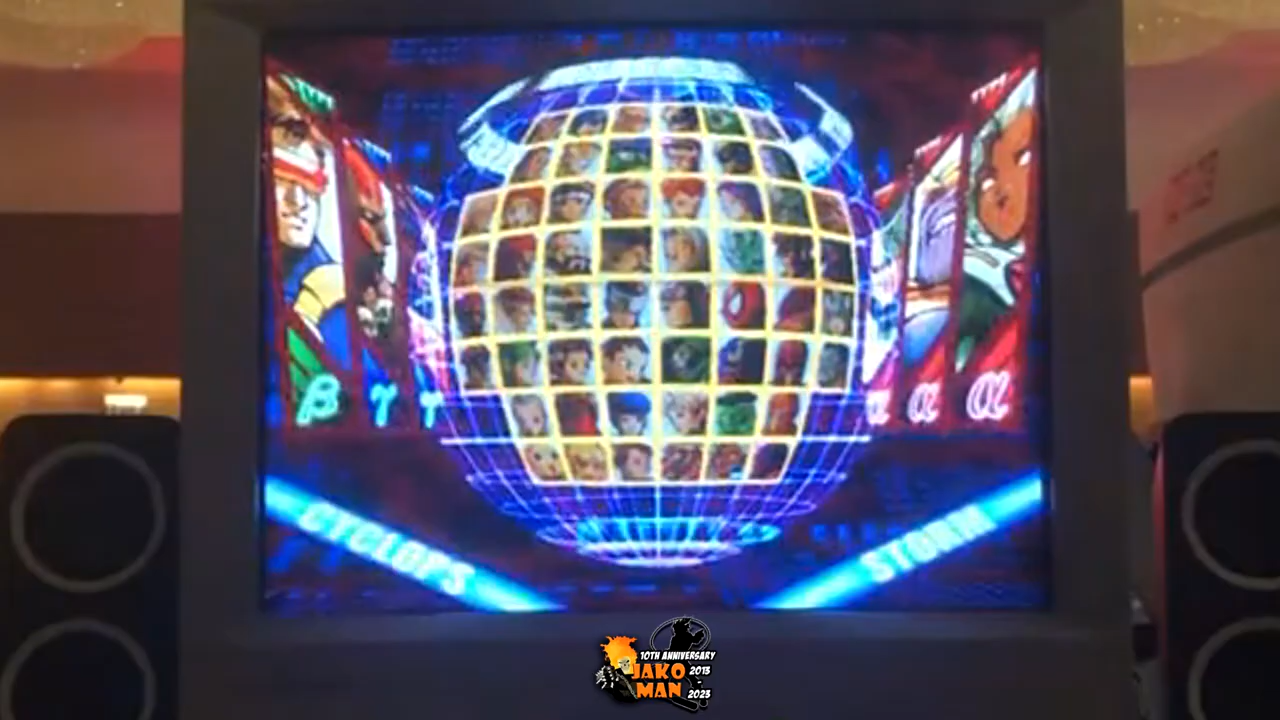 β γ γ
α α α
CYCLOPS
STORM
10TH ANNIVERSARY
JAKO 2013
MAN 2023